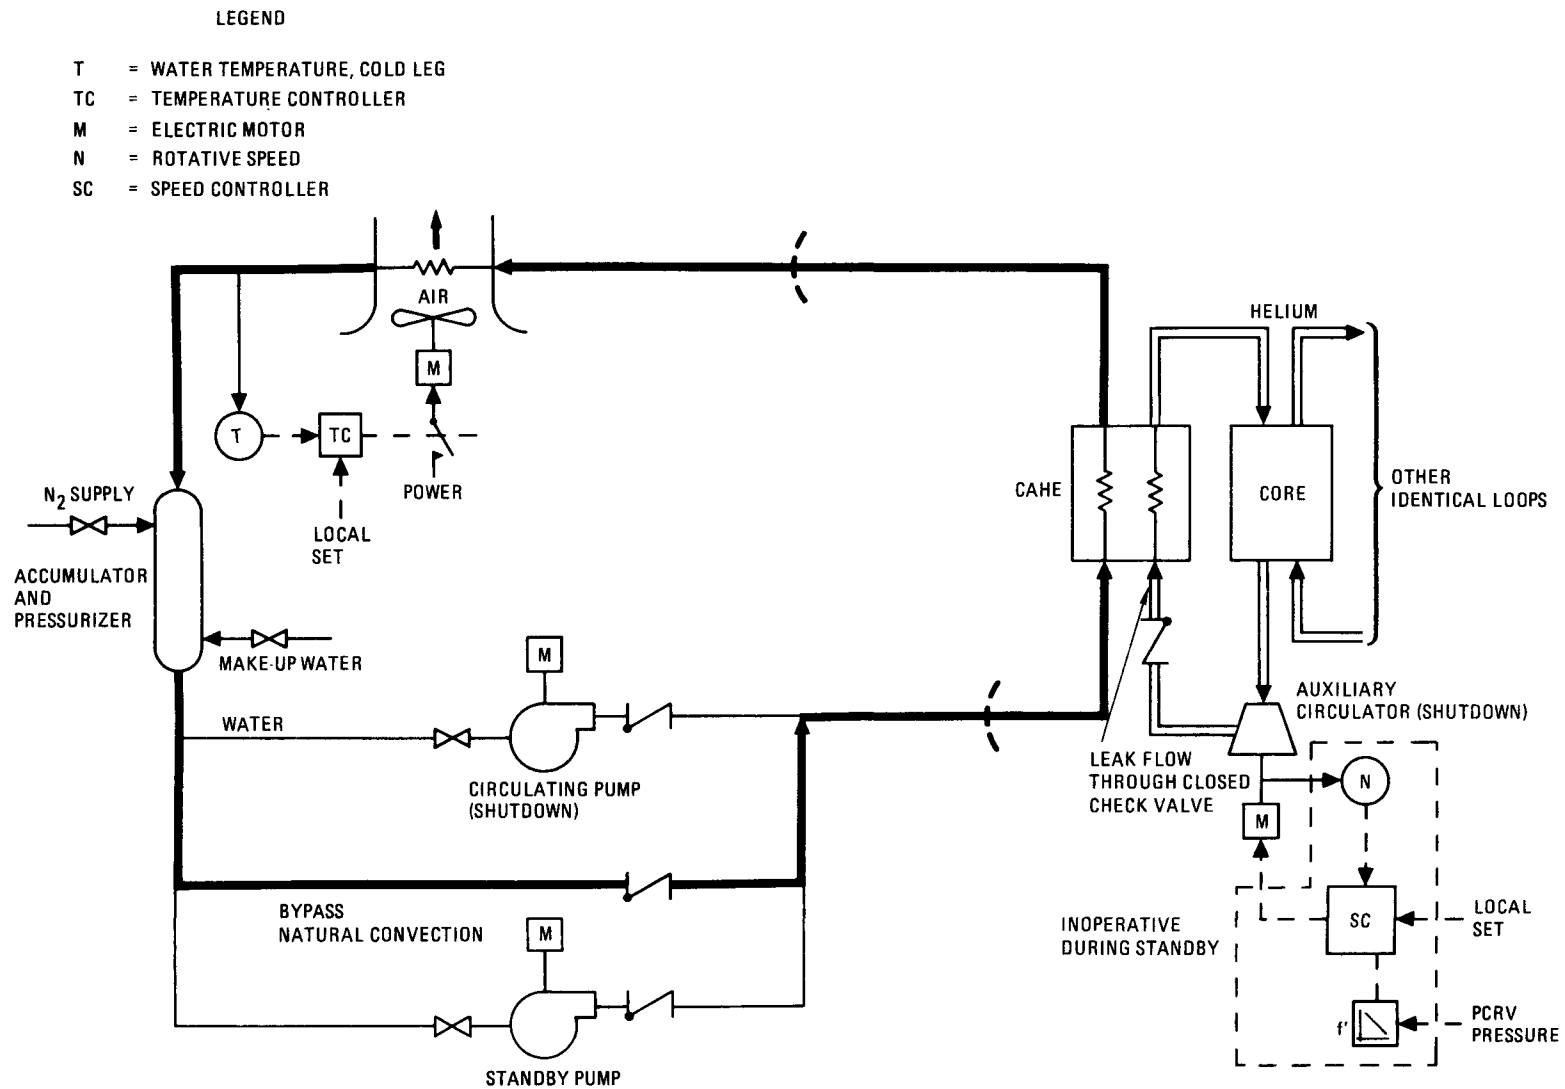 LEGEND
T = WATER TEMPERATURE, COLD LEG
TC = TEMPERATURE CONTROLLER
M = ELECTRIC MOTOR
N = ROTATIVE SPEED
SC = SPEED CONTROLLER
AIR
M
T
TC
POWER
LOCAL
SET
N2 SUPPLY
ACCUMULATOR
AND
PRESSURIZER
MAKE-UP WATER
WATER
M
CIRCULATING PUMP
(SHUTDOWN)
BYPASS
NATURAL CONVECTION
M
STANDBY PUMP
HELIUM
CAHE
CORE
OTHER
IDENTICAL LOOPS
AUXILIARY
CIRCULATOR (SHUTDOWN)
LEAK FLOW
THROUGH CLOSED
CHECK VALVE
N
M
INOPERATIVE
DURING STANDBY
SC
LOCAL
SET
f'
PCRV
PRESSURE